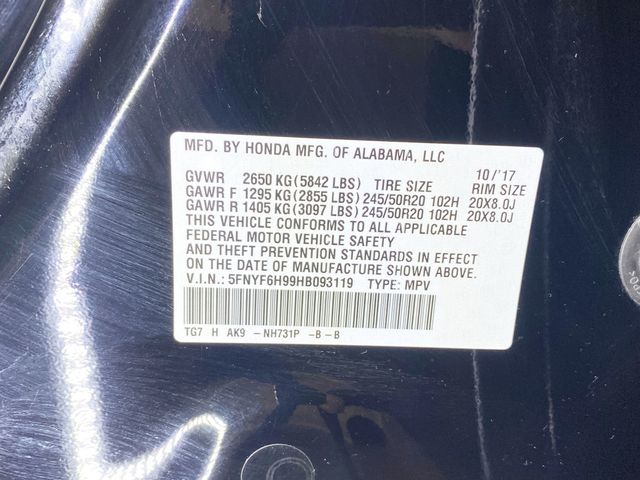 MFD. BY HONDA MFG. OF ALABAMA, LLC
GVWR 2650 KG(5842 LBS) TIRE SIZE 10/'17 RIM SIZE
GAWR F 1295 KG(2855 LBS) 245/50R20 102H 20X8.0J
GAWR R 1405 KG(3097 LBS) 245/50R20 102H 20X8.0J
THIS VEHICLE CONFORMS TO ALL APPLICABLE
FEDERAL MOTOR VEHICLE SAFETY
AND THEFT PREVENTION STANDARDS IN EFFECT
ON THE DATE OF MANUFACTURE SHOWN ABOVE.
V.I.N.: 5FNYF6H99HB093119 TYPE: MPV
TG7 H AK9 -NH731P -B-B